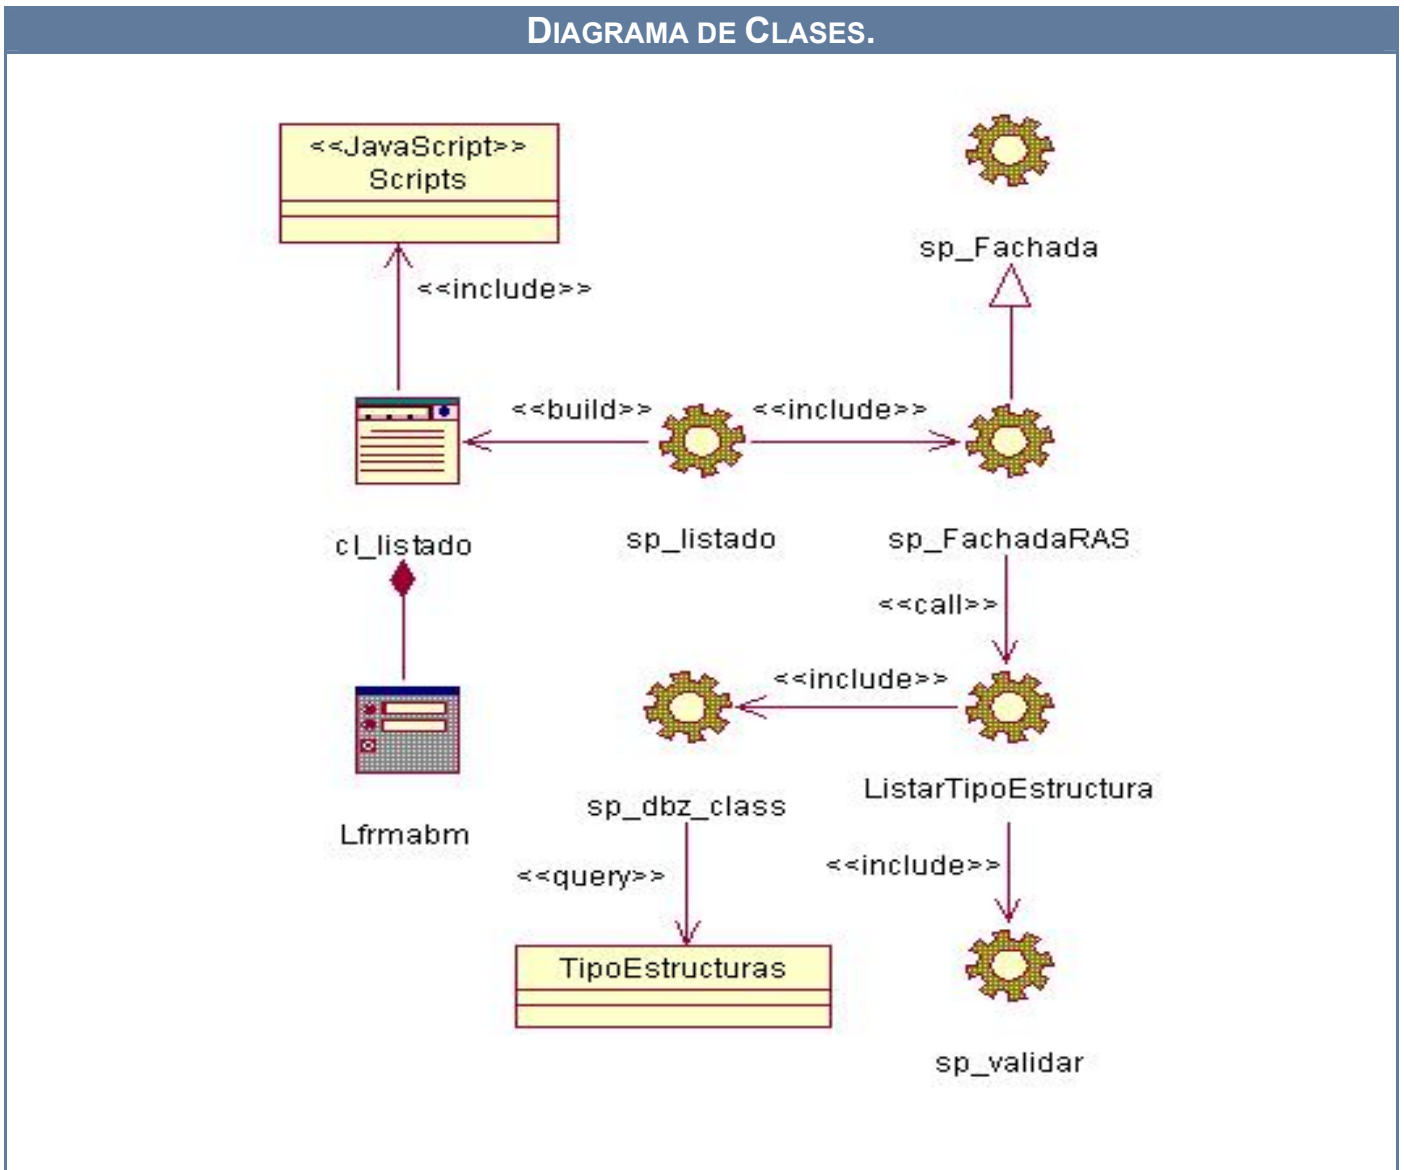 DIAGRAMA DE CLASES.
<<JavaScript>>
Scripts
sp_Fachada
<<include>>
<<build>>
<<include>>
cl_listado
sp_listado
sp_FachadaRAS
<<call>>
<<include>>
Lfrmabm
sp_dbz_class
ListarTipoEstructura
<<query>>
<<include>>
TipoEstructuras
sp_validar